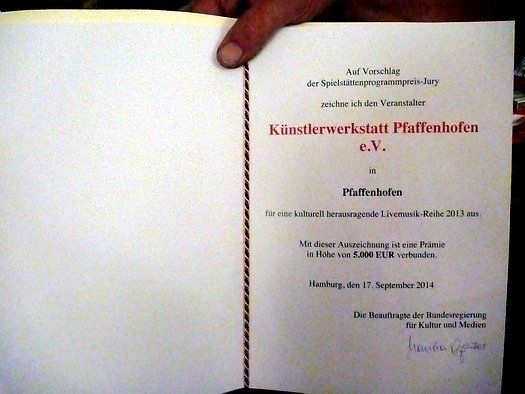 Auf Vorschlag
der Spielstättenprogrammpreis-Jury
zeichne ich den Veranstalter
Künstlerwerkstatt Pfaffenhofen
e.V.
in
Pfaffenhofen
für eine kulturell herausragende Livemusik-Reihe 2013 aus.
Mit dieser Auszeichnung ist eine Prämie
in Höhe von 5.000 EUR verbunden.
Hamburg, den 17. September 2014
Die Beauftragte der Bundesregierung
für Kultur und Medien